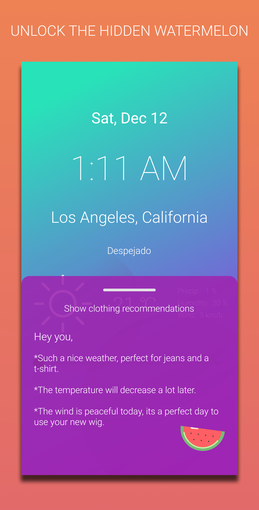 UNLOCK THE HIDDEN WATERMELON
Sat, Dec 12
1:11 AM
Los Angeles, California
Despejado
Show clothing recommendations
Hey you,
*Such a nice weather, perfect for jeans and a
t-shirt.
*The temperature will decrease a lot later.
*The wind is peaceful today, its a perfect day to
use your new wig.